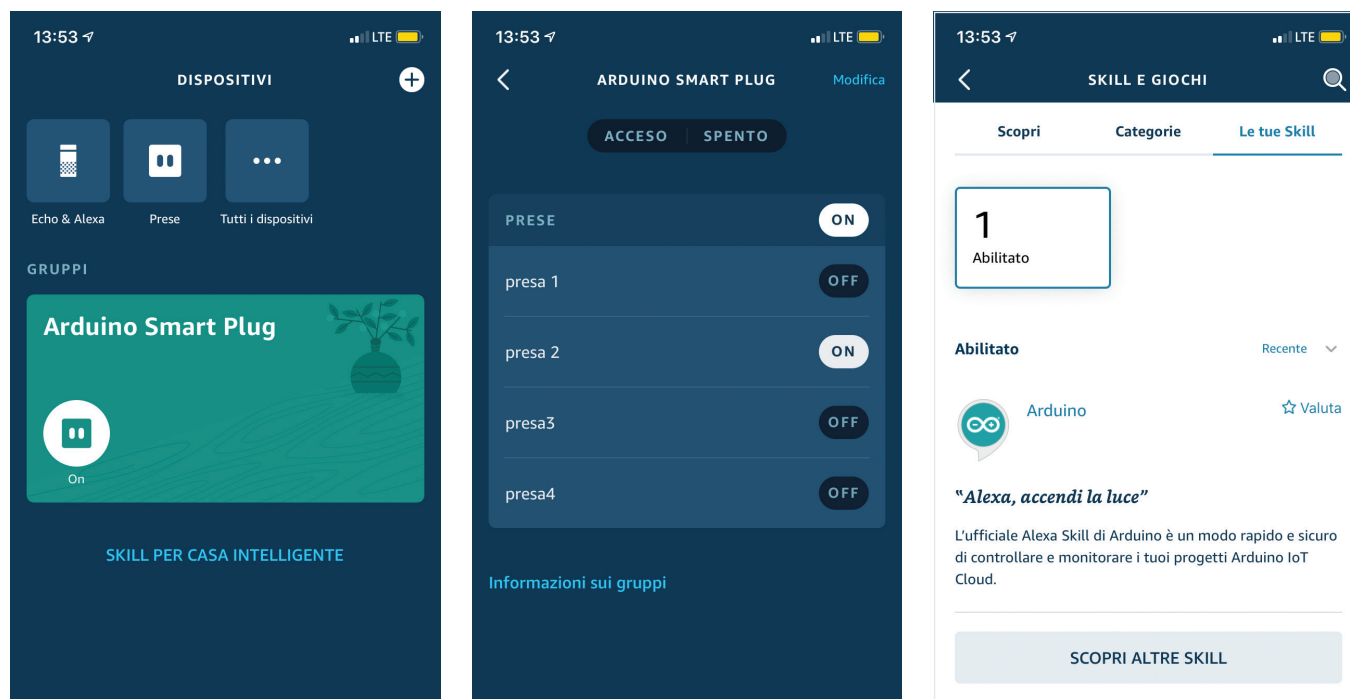 13:53
LTE
DISPOSITIVI
Echo & Alexa
Prese
Tutti i dispositivi
GRUPPI
Arduino Smart Plug
On
SKILL PER CASA INTELLIGENTE
13:53
LTE
ARDUINO SMART PLUG
Modifica
ACCESO
SPENTO
PRESE
ON
presa 1
OFF
presa 2
ON
presa3
OFF
presa4
OFF
Informazioni sui gruppi
13:53
LTE
SKILL E GIOCHI
Scopri
Categorie
Le tue Skill
1
Abilitato
Abilitato
Recente
Arduino
Valuta
“Alexa, accendi la luce”
L’ufficiale Alexa Skill di Arduino è un modo rapido e sicuro
di controllare e monitorare i tuoi progetti Arduino IoT
Cloud.
SCOPRI ALTRE SKILL